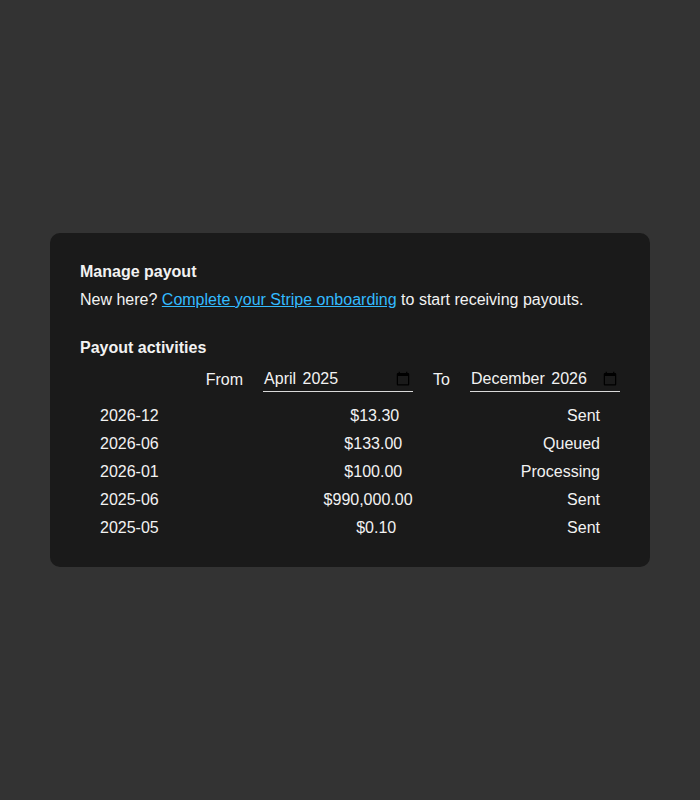 Manage payout
New here? Complete your Stripe onboarding to start receiving payouts.
Payout activities
From April 2025 To December 2026
2026-12 $13.30 Sent
2026-06 $133.00 Queued
2026-01 $100.00 Processing
2025-06 $990,000.00 Sent
2025-05 $0.10 Sent